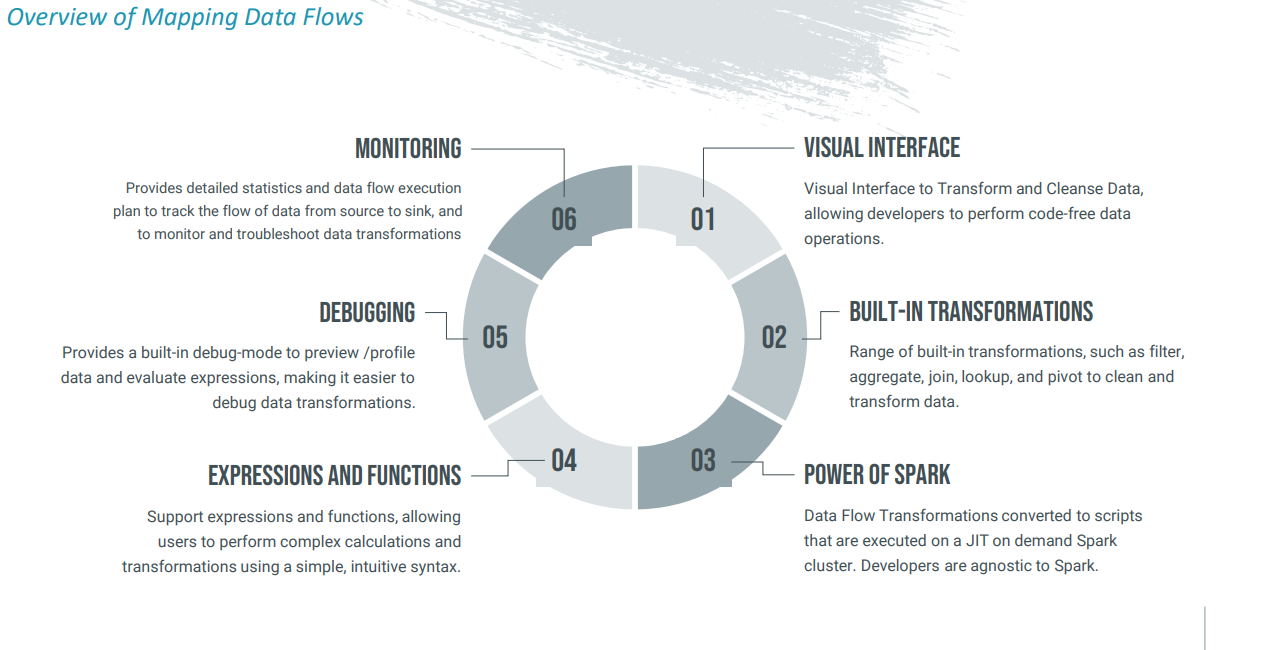 Overview of Mapping Data Flows
VISUAL INTERFACE
Visual Interface to Transform and Cleanse Data,
allowing developers to perform code-free data
operations.
01
BUILT-IN TRANSFORMATIONS
Range of built-in transformations, such as filter,
aggregate, join, lookup, and pivot to clean and
transform data.
02
POWER OF SPARK
Data Flow Transformations converted to scripts
that are executed on a JIT on demand Spark
cluster. Developers are agnostic to Spark.
03
EXPRESSIONS AND FUNCTIONS
Support expressions and functions, allowing
users to perform complex calculations and
transformations using a simple, intuitive syntax.
04
DEBUGGING
Provides a built-in debug-mode to preview /profile
data and evaluate expressions, making it easier to
debug data transformations.
05
MONITORING
Provides detailed statistics and data flow execution
plan to track the flow of data from source to sink, and
to monitor and troubleshoot data transformations
06